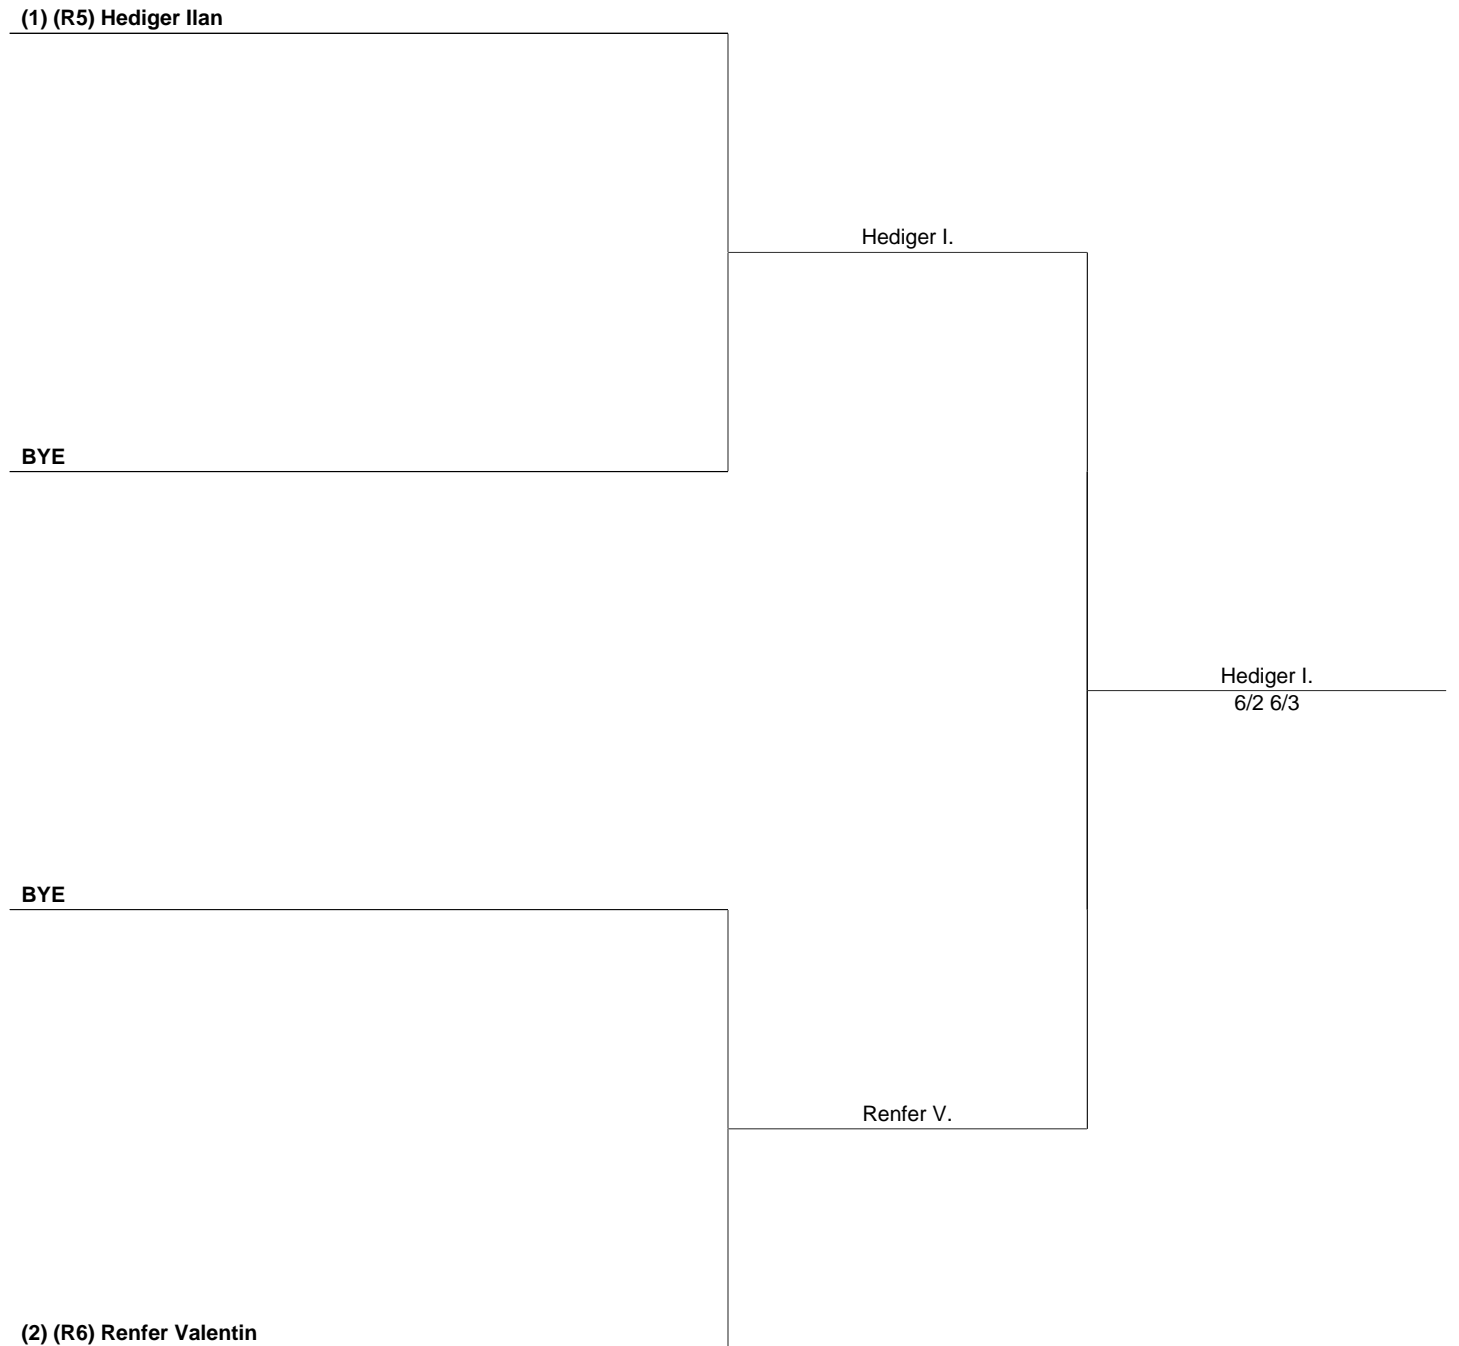 (1) (R5) Hediger Ilan
Hediger I.
BYE
Hediger I.
6/2 6/3
BYE
Renfer V.
(2) (R6) Renfer Valentin